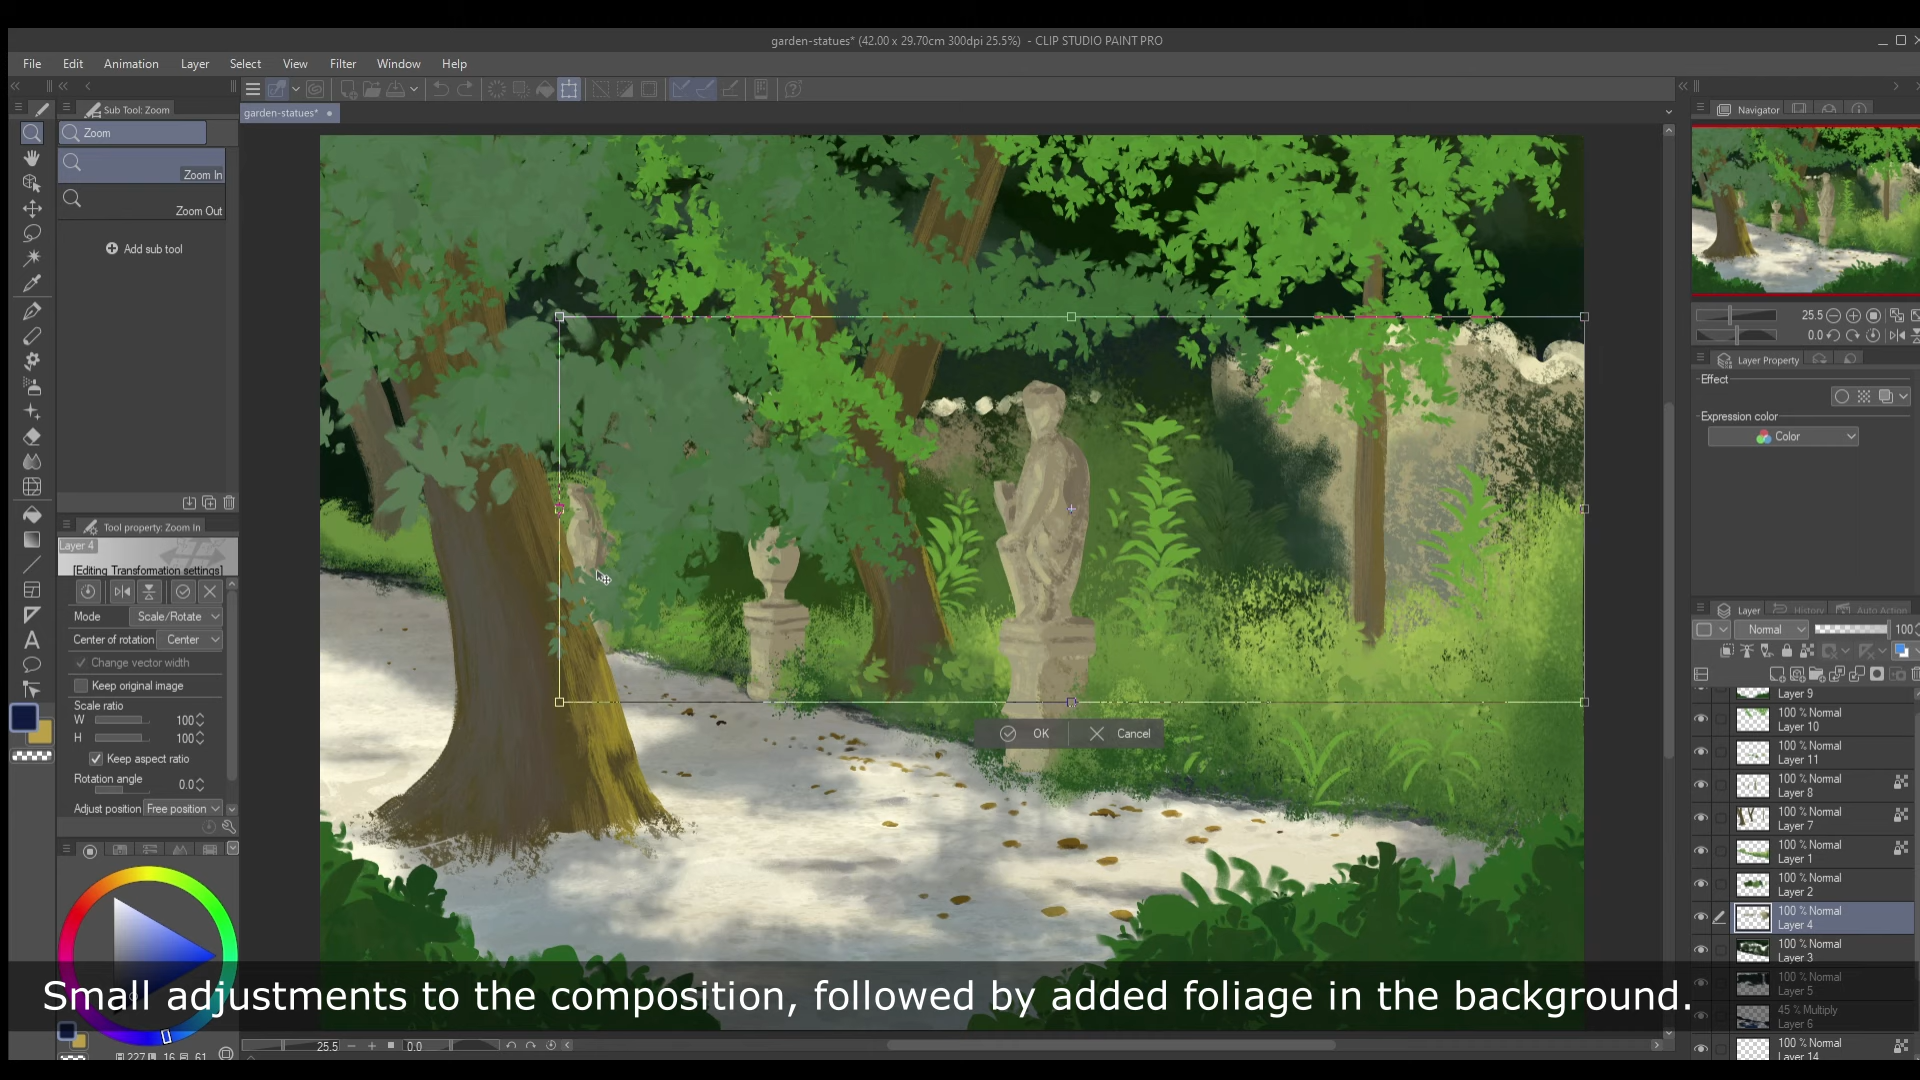 garden-statues* (42.00 x 29.70cm 300dpi 25.5%) - CLIP STUDIO PAINT PRO
File Edit Animation Layer Select View Filter Window Help
Sub Tool: Zoom
garden-statues*
Navigator
Zoom
Zoom In
Zoom Out
Add sub tool
25.5
0.0
Layer Property
Effect
Expression color
Color
Tool property: Zoom In
Layer 4
[Editing Transformation settings]
Mode Scale/Rotate
Center of rotation Center
Change vector width
Keep original image
Scale ratio
W 100
H 100
Keep aspect ratio
Rotation angle
0.0
Adjust position Free position
OK Cancel
Layer History Auto Action
Normal 100
Layer 9
100 % Normal
Layer 10
100 % Normal
Layer 11
100 % Normal
Layer 8
100 % Normal
Layer 7
100 % Normal
Layer 1
100 % Normal
Layer 2
100 % Normal
Layer 4
100 % Normal
Layer 3
100 % Normal
Layer 5
45 % Multiply
Layer 6
100 % Normal
Layer 14
Small adjustments to the composition, followed by added foliage in the background.
25.5 0.0
227 16 61